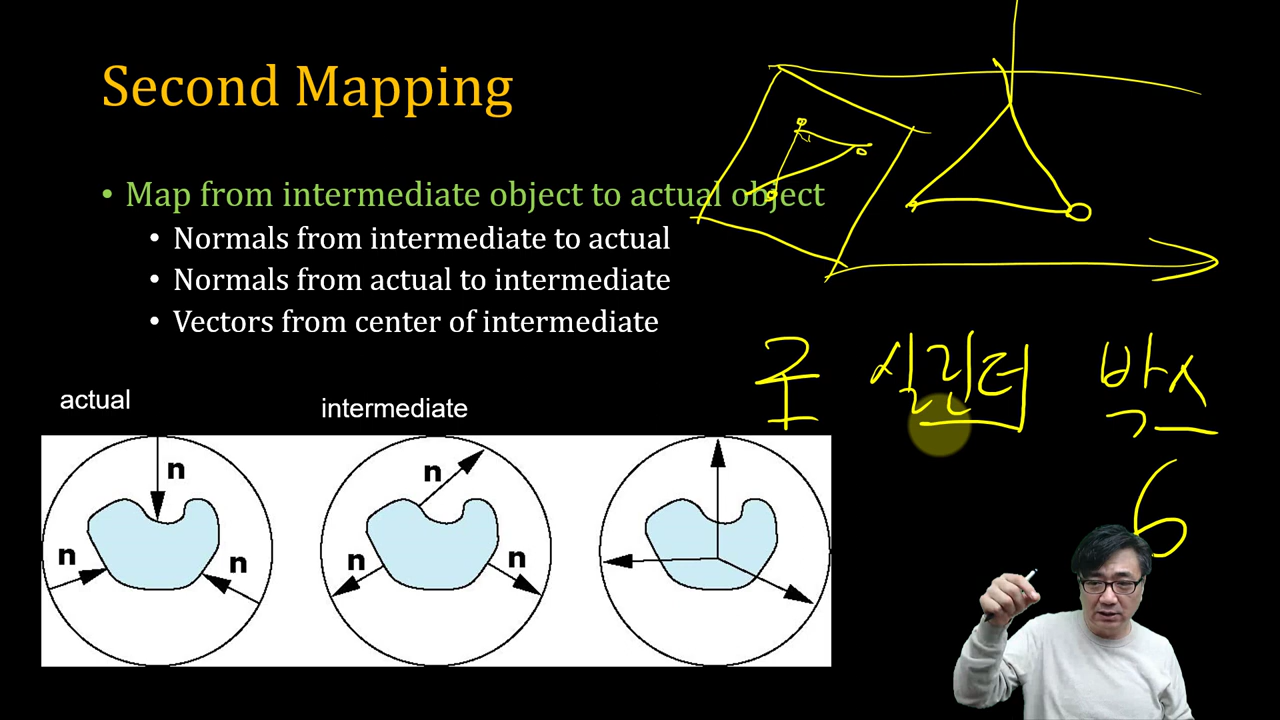 Second Mapping
• Map from intermediate object to actual object
• Normals from intermediate to actual
• Normals from actual to intermediate
• Vectors from center of intermediate
구 실린더 박스
6
actual intermediate
n n n
n n n